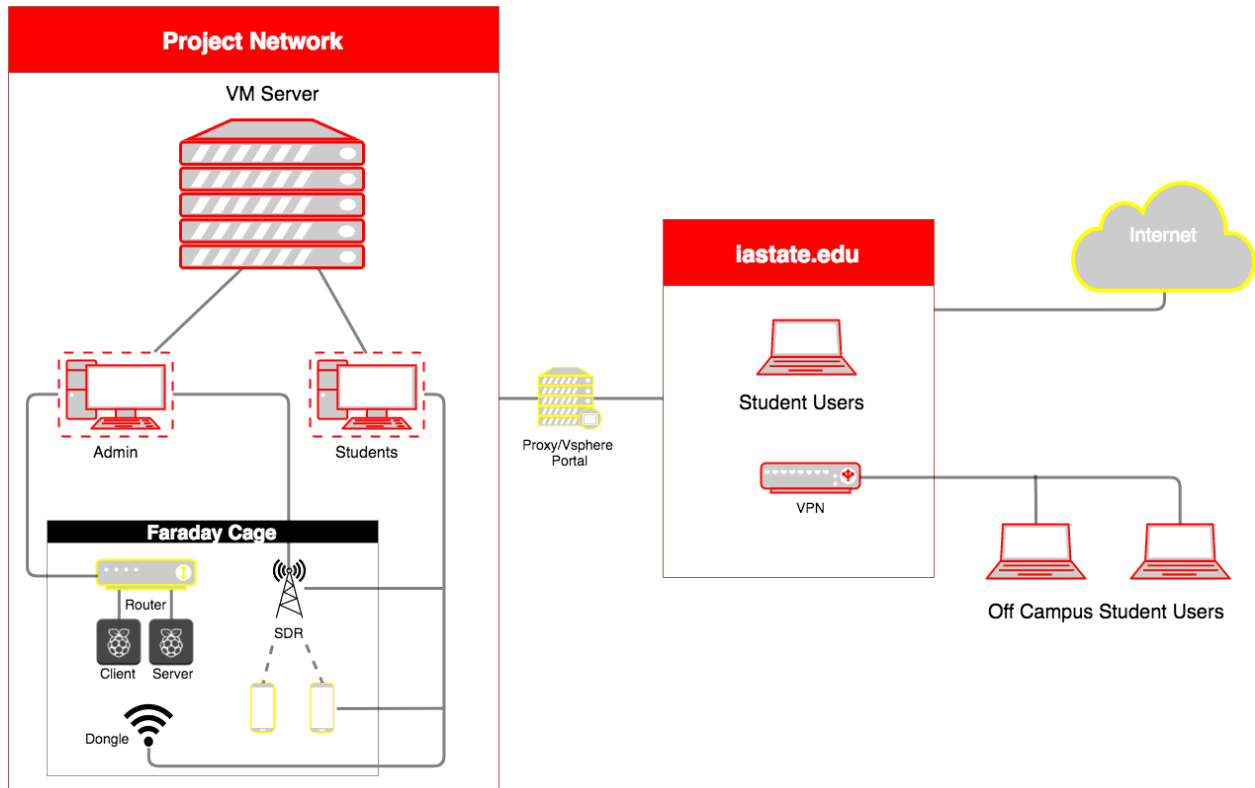 Project Network
VM Server
Internet
iastate.edu
Student Users
Proxy/Vsphere
Portal
Admin
Students
VPN
Faraday Cage
Router
SDR
Client
Server
Dongle
Off Campus Student Users